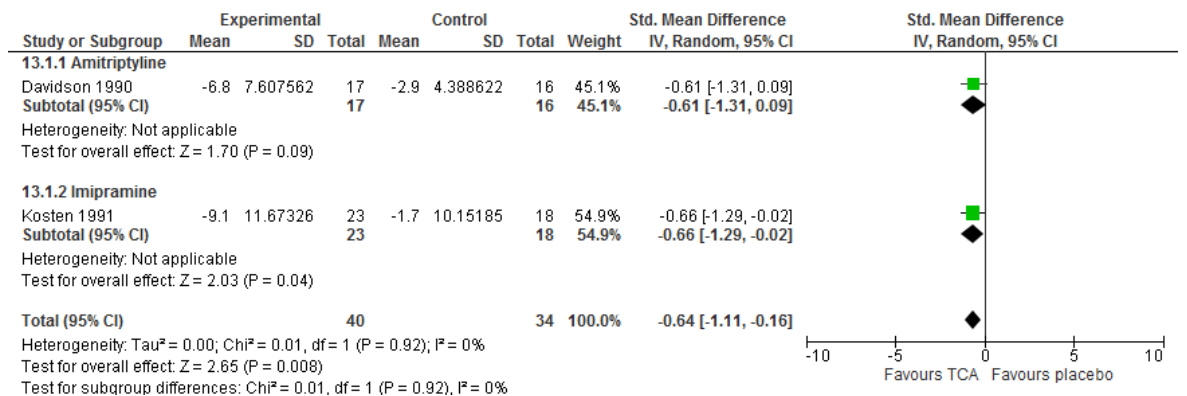 Experimental Control Std. Mean Difference Std. Mean Difference
Study or Subgroup Mean SD Total Mean SD Total Weight IV, Random, 95% CI IV, Random, 95% CI
13.1.1 Amitriptyline
Davidson 1990 -6.8 7.607562 17 -2.9 4.388622 16 45.1% -0.61 [-1.31, 0.09]
Subtotal (95% CI) 17 16 45.1% -0.61 [-1.31, 0.09]
Heterogeneity: Not applicable
Test for overall effect: Z = 1.70 (P = 0.09)
13.1.2 Imipramine
Kosten 1991 -9.1 11.67326 23 -1.7 10.15185 18 54.9% -0.66 [-1.29, -0.02]
Subtotal (95% CI) 23 18 54.9% -0.66 [-1.29, -0.02]
Heterogeneity: Not applicable
Test for overall effect: Z = 2.03 (P = 0.04)
Total (95% CI) 40 34 100.0% -0.64 [-1.11, -0.16]
Heterogeneity: Tau² = 0.00; Chi² = 0.01, df = 1 (P = 0.92); I² = 0%
Test for overall effect: Z = 2.65 (P = 0.008)
Test for subgroup differences: Chi² = 0.01, df = 1 (P = 0.92), I² = 0%
-10 -5 0 5 10
Favours TCA Favours placebo